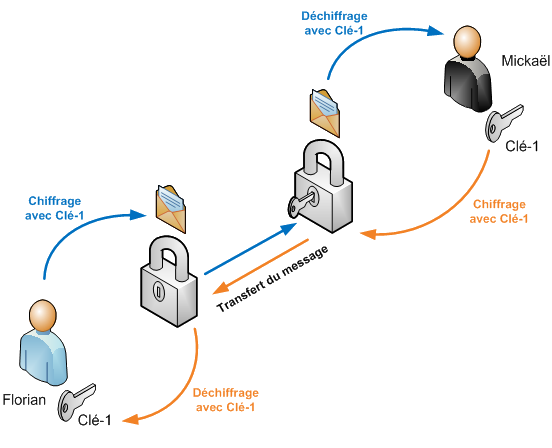 Déchiffrage
avec Clé-1
Mickaël
Clé-1
Chiffrage
avec Clé-1
Chiffrage
avec Clé-1
Transfert du message
Déchiffrage
avec Clé-1
Florian
Clé-1